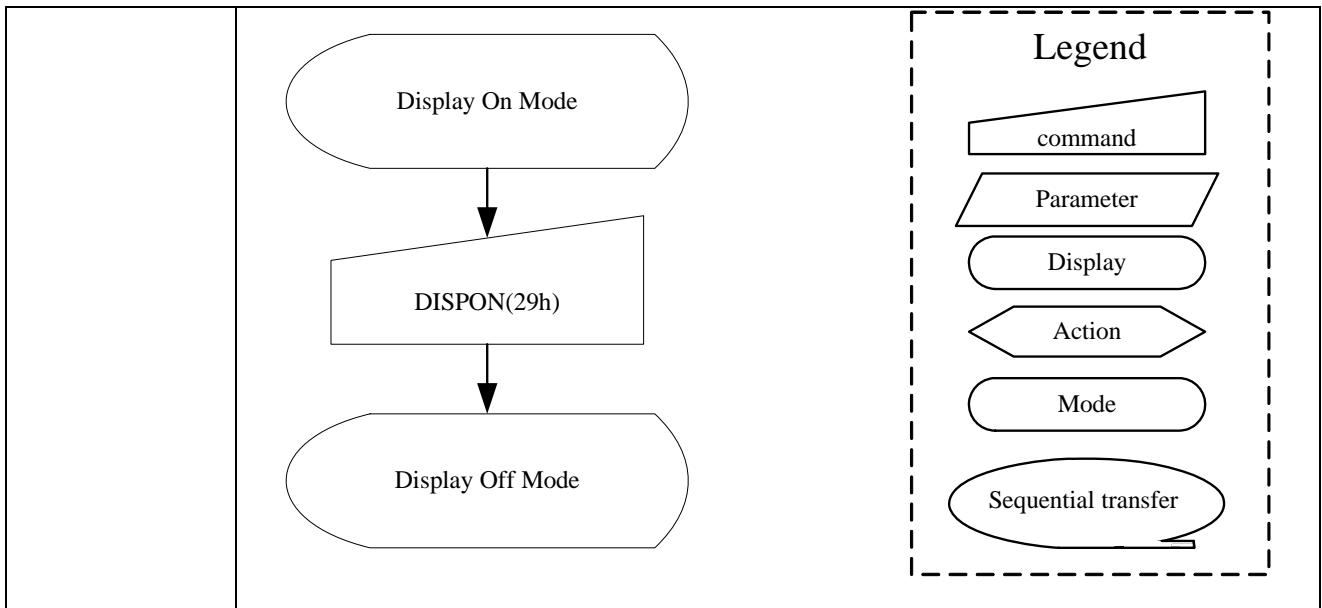 Display On Mode
DISPON(29h)
Display Off Mode
Legend
command
Parameter
Display
Action
Mode
Sequential transfer